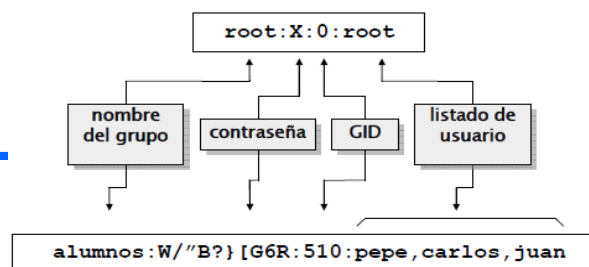 root:X:0:root
nombre
del grupo
contraseña
GID
listado de
usuario
alumnos:W/”B?}[G6R:510:pepe,carlos,juan